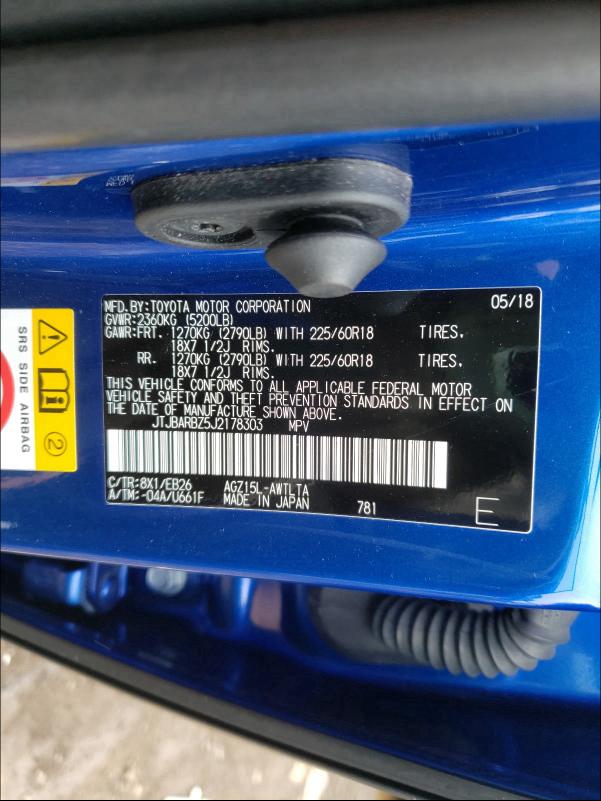 MFD.BY:TOYOTA MOTOR CORPORATION 05/18
GVWR:2360KG (5200LB)
GAWR:FRT. 1270KG (2790LB) WITH 225/60R18 TIRES.
18X7 1/2J RIMS.
RR. 1270KG (2790LB) WITH 225/60R18 TIRES.
18X7 1/2J RIMS.
THIS VEHICLE CONFORMS TO ALL APPLICABLE FEDERAL MOTOR
VEHICLE SAFETY AND THEFT PREVENTION STANDARDS IN EFFECT ON
THE DATE OF MANUFACTURE SHOWN ABOVE.
JTJBARBZ5J2178303 MPV
C/TR:8X1/EB26 AGZ15L-AWTLTA
A/TM:-04A/U661F MADE IN JAPAN 781
E
SRS SIDE AIRBAG
2